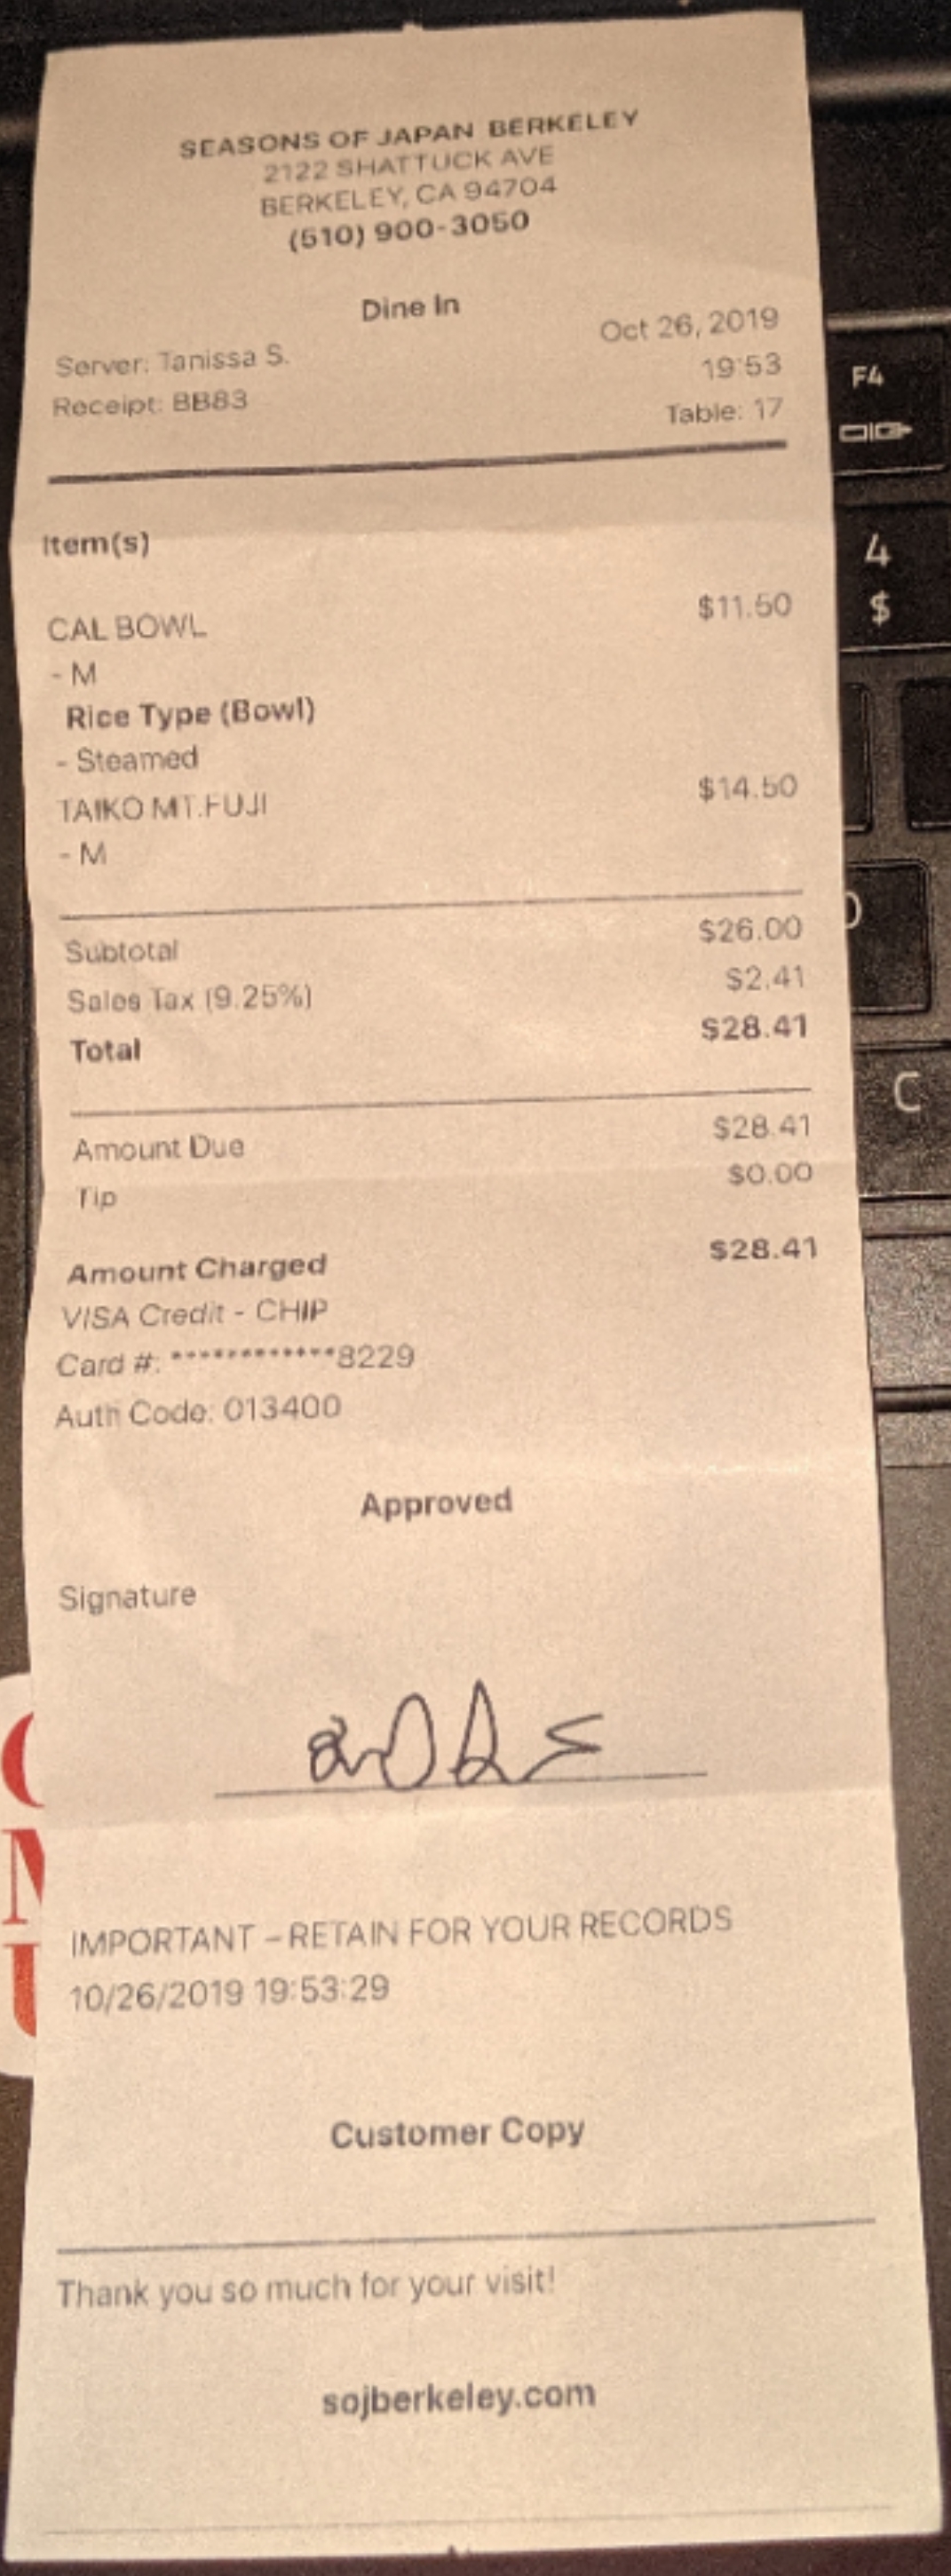 SEASONS OF JAPAN BERKELEY
2122 SHATTUCK AVE
BERKELEY, CA 94704
(510) 900-3050
Dine In
Oct 26, 2019
Server: Tanissa S.
19:53
Receipt: BB83
Table: 17
Item(s)
CAL BOWL $11.50
- M
Rice Type (Bowl)
- Steamed
TAIKO MT.FUJI $14.50
- M
Subtotal $26.00
Sales Tax (9.25%) $2.41
Total $28.41
Amount Due $28.41
Tip $0.00
Amount Charged $28.41
VISA Credit - CHIP
Card #: ************8229
Auth Code: 013400
Approved
Signature
IMPORTANT – RETAIN FOR YOUR RECORDS
10/26/2019 19:53:29
Customer Copy
Thank you so much for your visit!
sojberkeley.com
F4
4
$
C